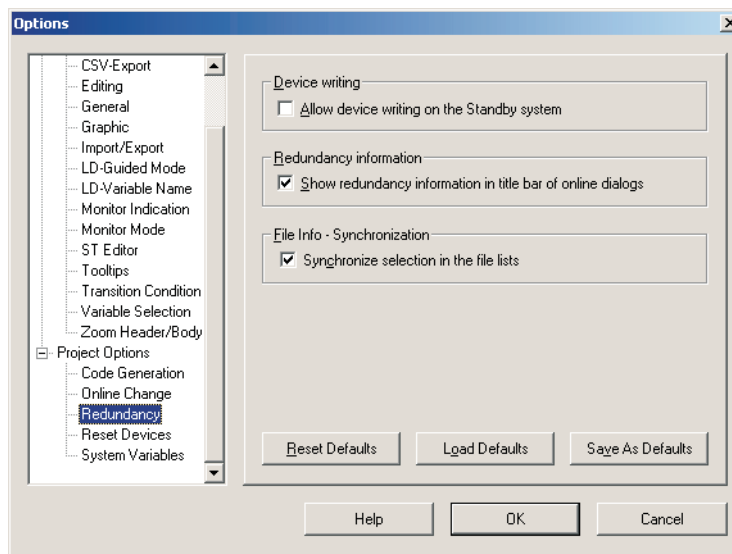 Options
CSV-Export
Editing
General
Graphic
Import/Export
LD-Guided Mode
LD-Variable Name
Monitor Indication
Monitor Mode
ST Editor
Tooltips
Transition Condition
Variable Selection
Zoom Header/Body
Project Options
Code Generation
Online Change
Redundancy
Reset Devices
System Variables
Device writing
Allow device writing on the Standby system
Redundancy information
Show redundancy information in title bar of online dialogs
File Info - Synchronization
Synchronize selection in the file lists
Reset Defaults
Load Defaults
Save As Defaults
Help
OK
Cancel